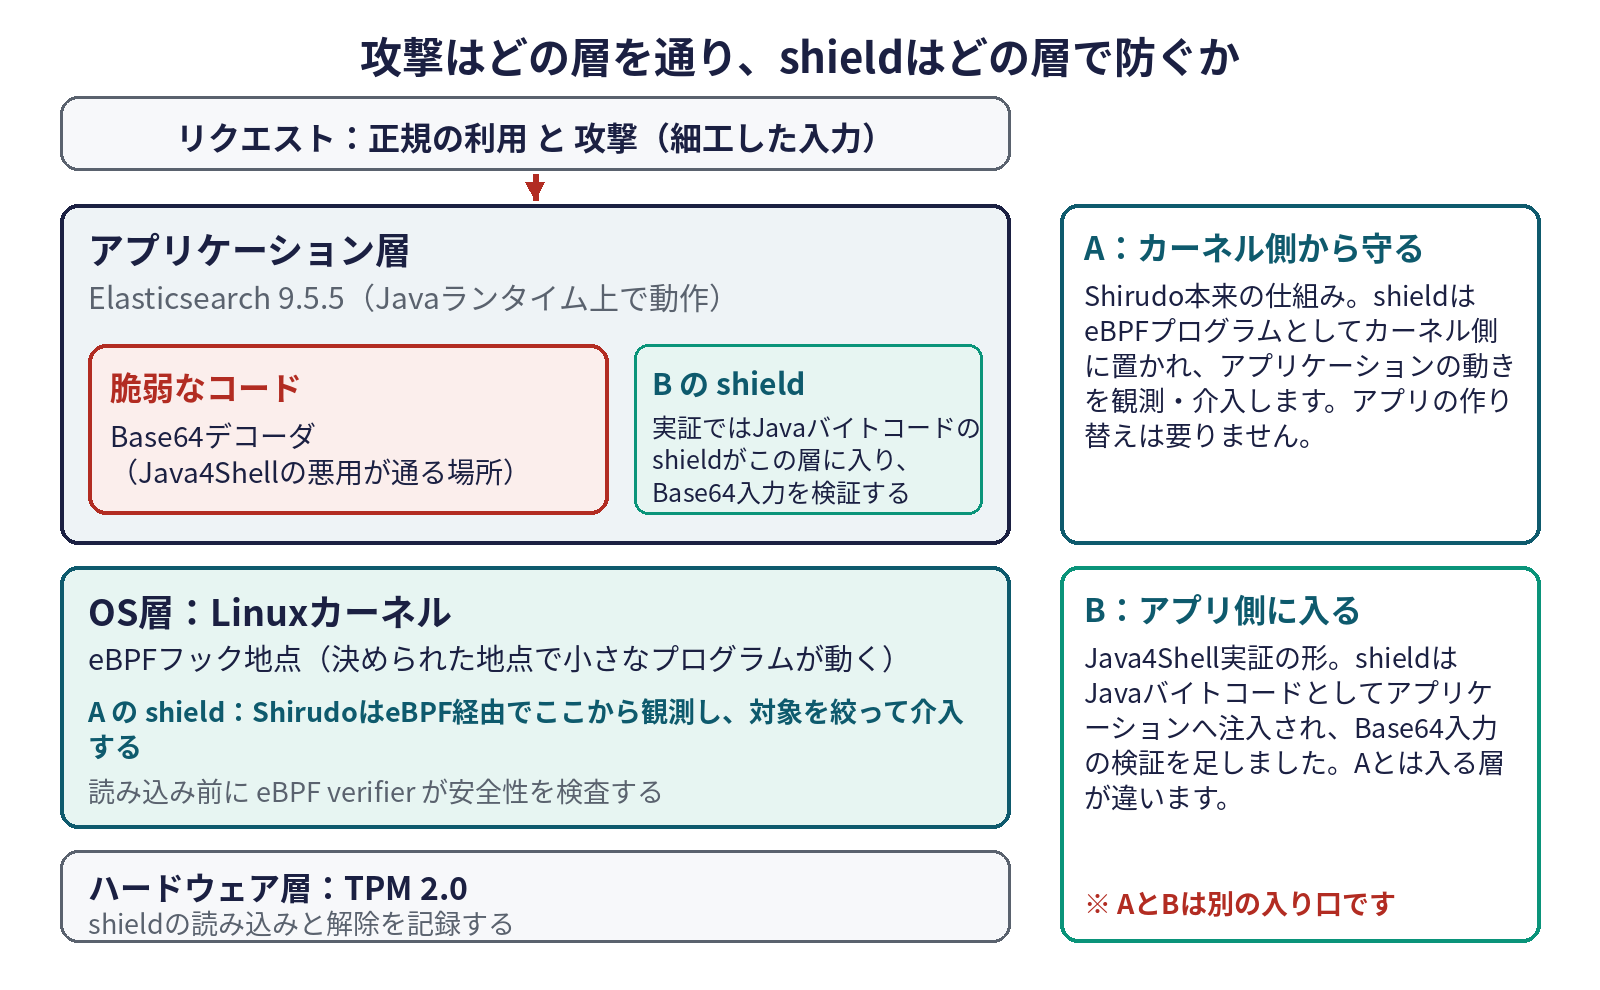 攻撃はどの層を通り、shieldはどの層で防ぐか
リクエスト：正規の利用 と 攻撃（細工した入力）
アプリケーション層
Elasticsearch 9.5.5（Javaランタイム上で動作）
脆弱なコード
Base64デコーダ
（Java4Shellの悪用が通る場所）
B の shield
実証ではJavaバイトコードの
shieldがこの層に入り、
Base64入力を検証する
OS層：Linuxカーネル
eBPFフック地点（決められた地点で小さなプログラムが動く）
A の shield：ShirudoはeBPF経由でここから観測し、対象を絞って介入
する
読み込み前に eBPF verifier が安全性を検査する
ハードウェア層：TPM 2.0
shieldの読み込みと解除を記録する
A：カーネル側から守る
Shirudo本来の仕組み。shieldは
eBPFプログラムとしてカーネル側
に置かれ、アプリケーションの動き
を観測・介入します。アプリの作り
替えは要りません。
B：アプリ側に入る
Java4Shell実証の形。shieldは
Javaバイトコードとしてアプリケ
ーションへ注入され、Base64入力
の検証を足しました。Aとは入る層
が違います。
※ AとBは別の入り口です